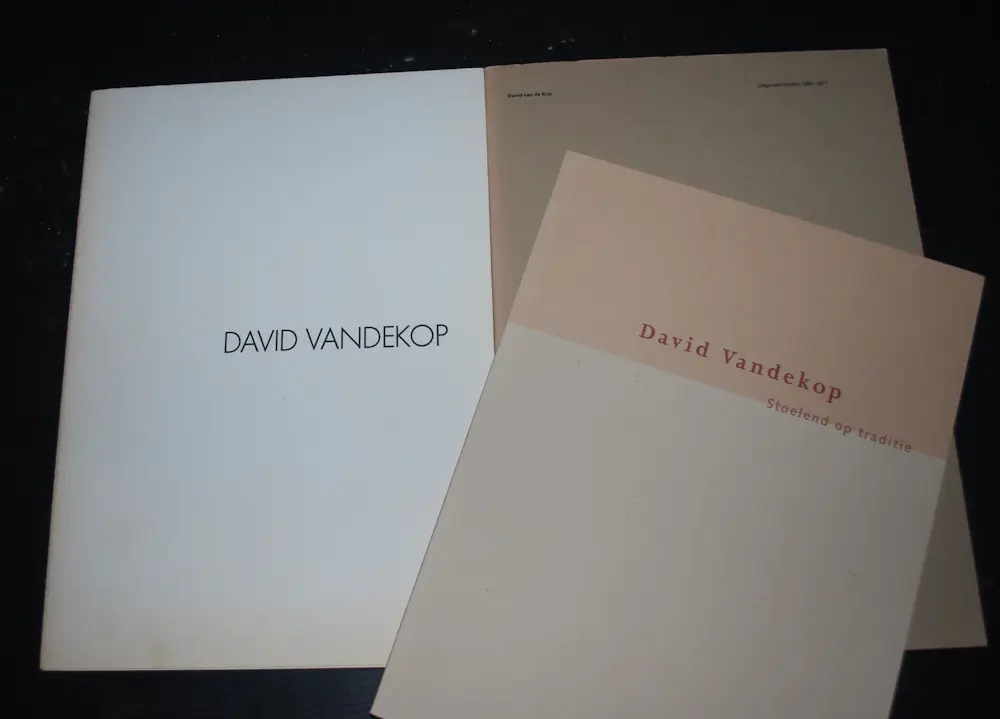 DAVID VANDEKOP
David van de Kop
David Vandekop
Stoelend op traditie